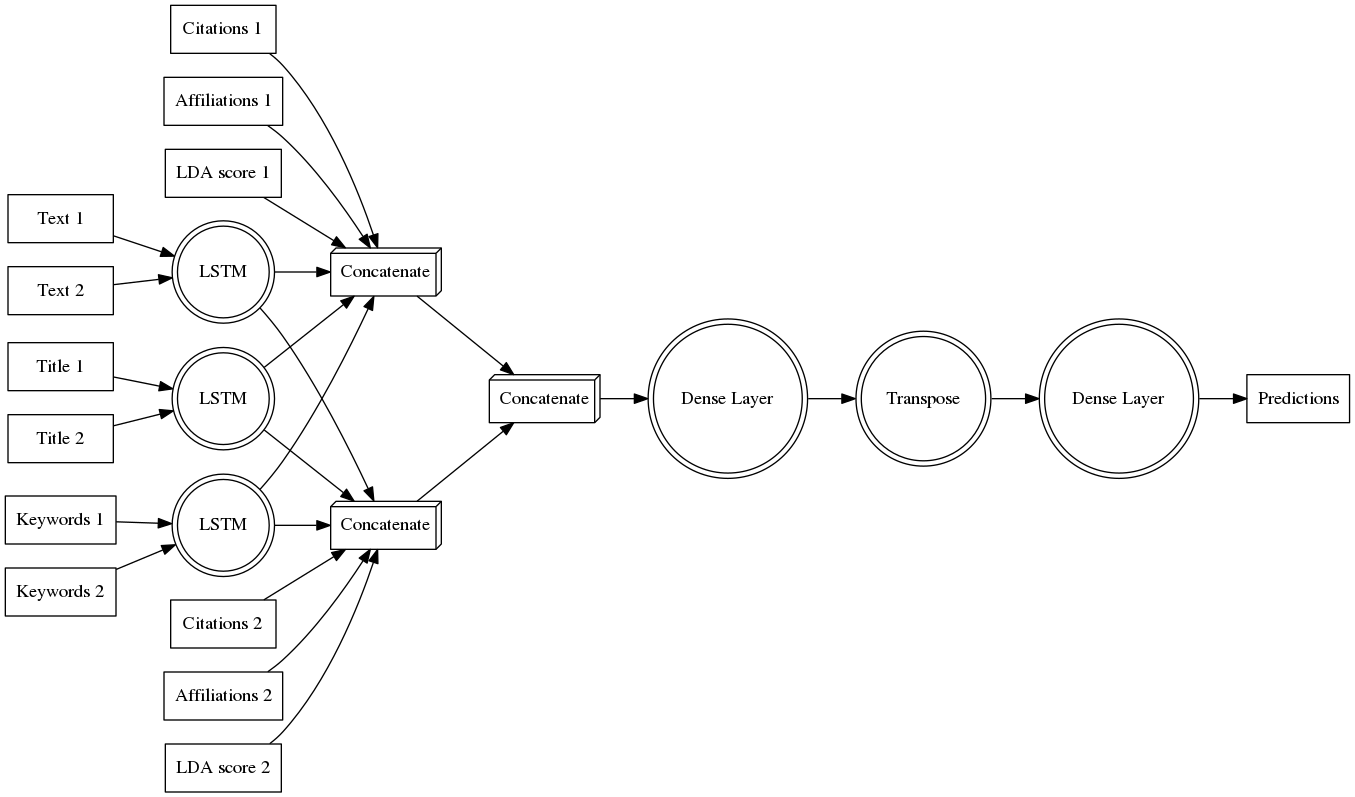 Citations 1
Affiliations 1
LDA score 1
Text 1
Text 2
Title 1
Title 2
Keywords 1
Keywords 2
LSTM
LSTM
LSTM
Citations 2
Affiliations 2
LDA score 2
Concatenate
Concatenate
Concatenate
Dense Layer
Transpose
Dense Layer
Predictions